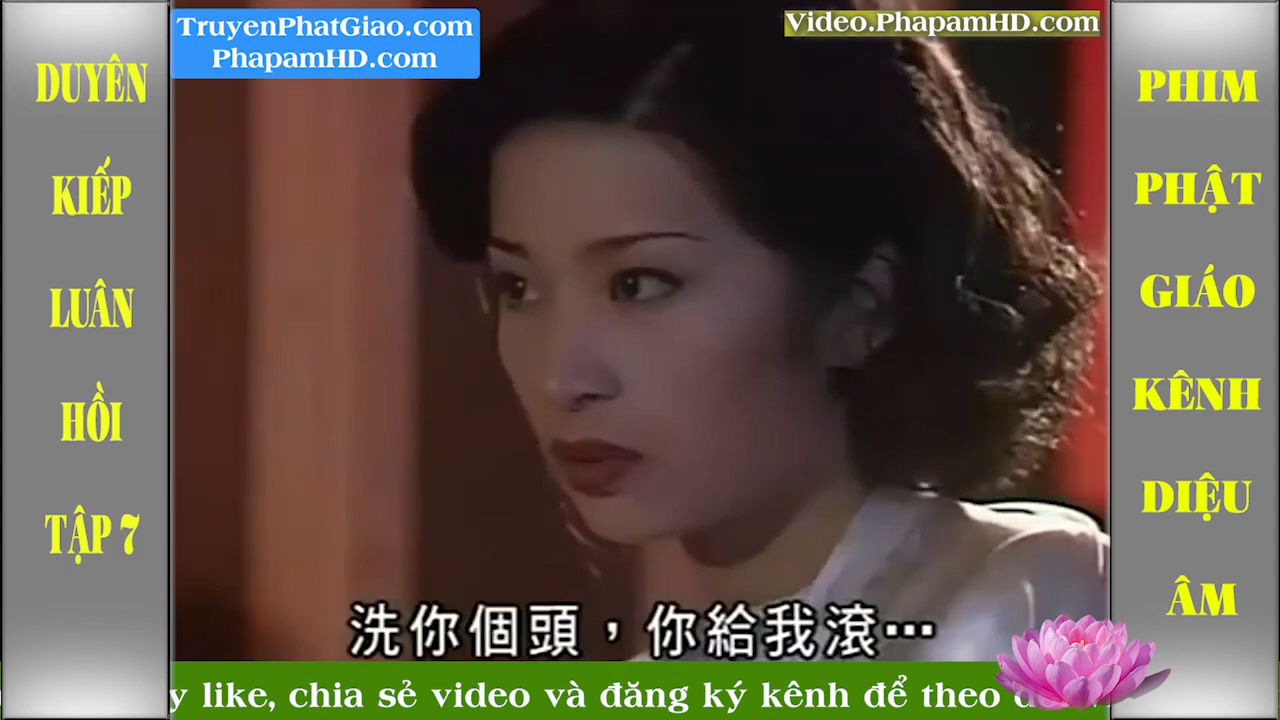 TruyenPhatGiao.com
PhapamHD.com
Video.PhapamHD.com
DUYÊN
KIẾP
LUÂN
HỒI
TẬP 7
PHIM
PHẬT
GIÁO
KÊNH
DIỆU
ÂM
洗你個頭，你給我滾⋯
like, chia sẻ video và đăng ký kênh để theo